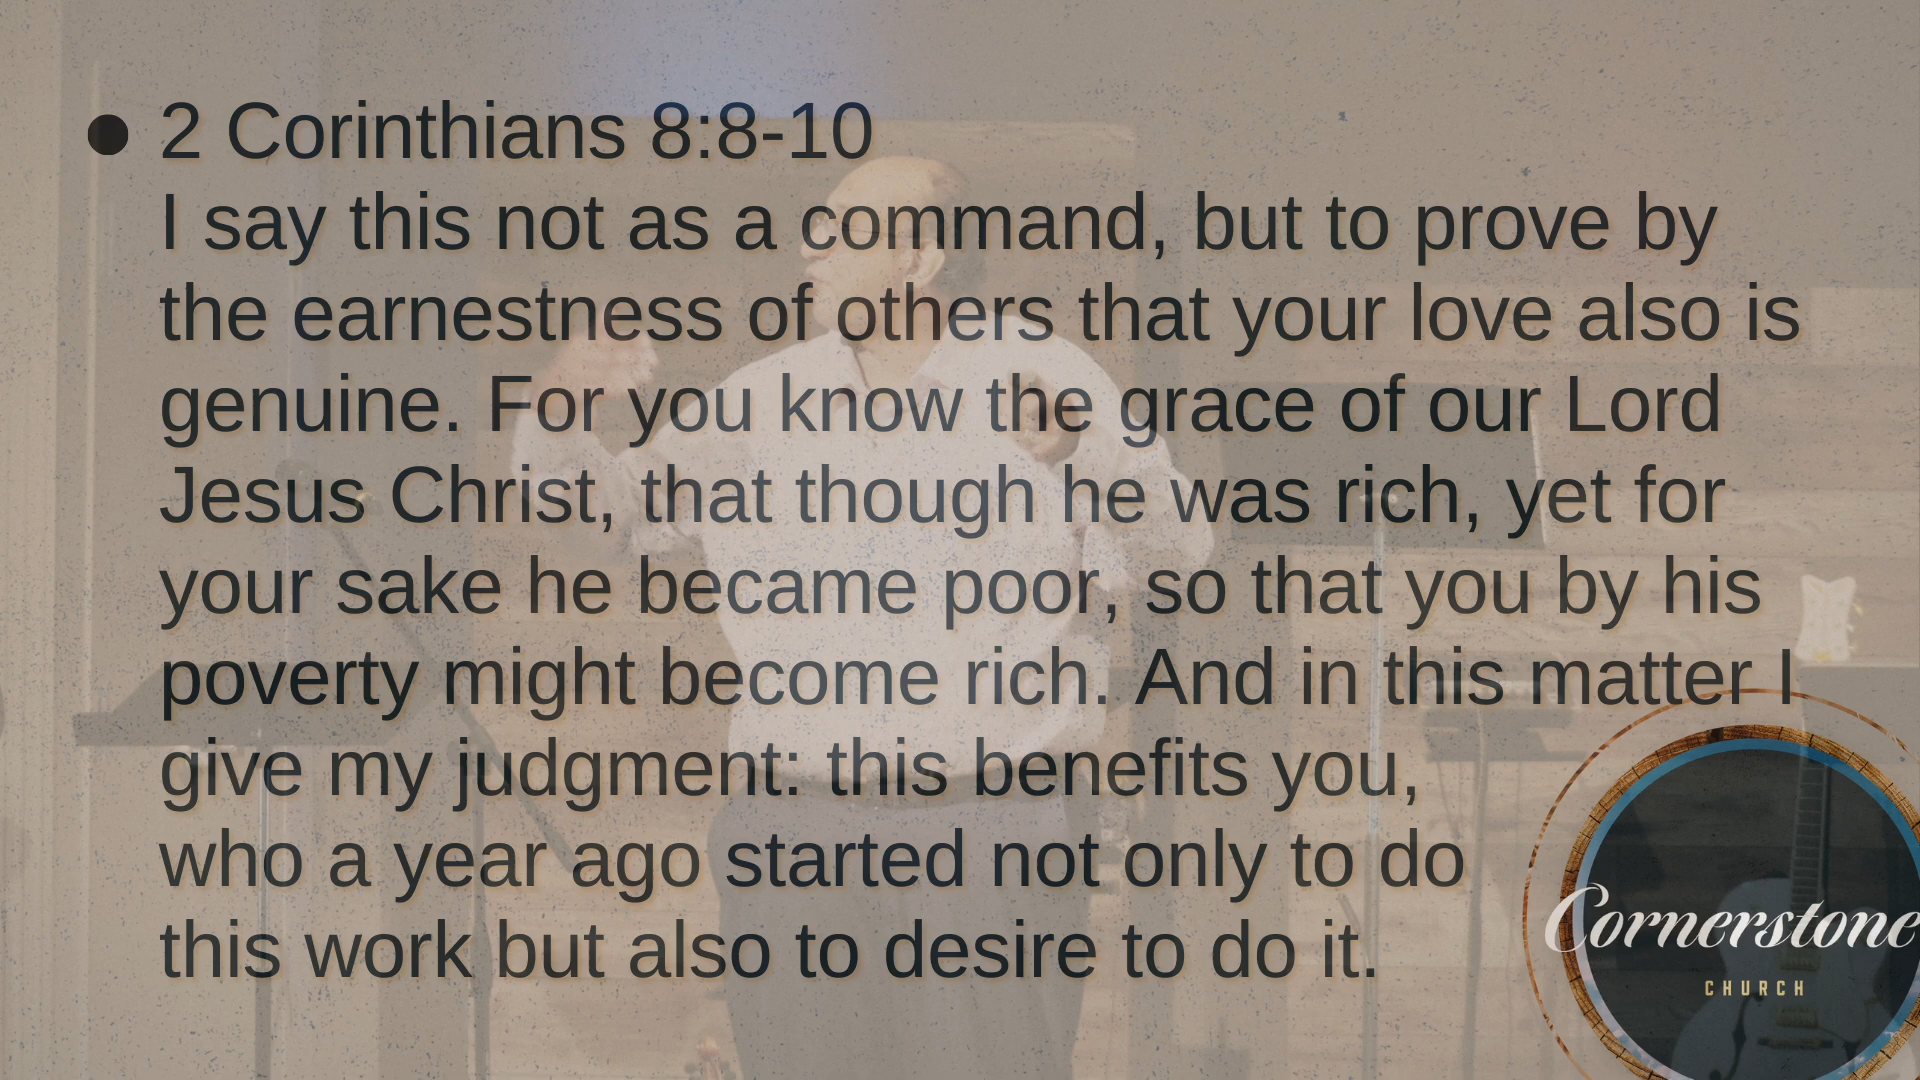 ● 2 Corinthians 8:8-10
I say this not as a command, but to prove by
the earnestness of others that your love also is
genuine. For you know the grace of our Lord
Jesus Christ, that though he was rich, yet for
your sake he became poor, so that you by his
poverty might become rich. And in this matter I
give my judgment: this benefits you,
who a year ago started not only to do
this work but also to desire to do it.
Cornerstone
CHURCH